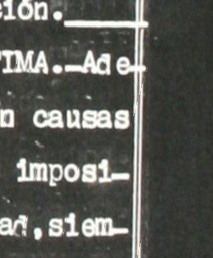 ción.
TIMA.-Ade-
n causas
imposi-
ad,siem-